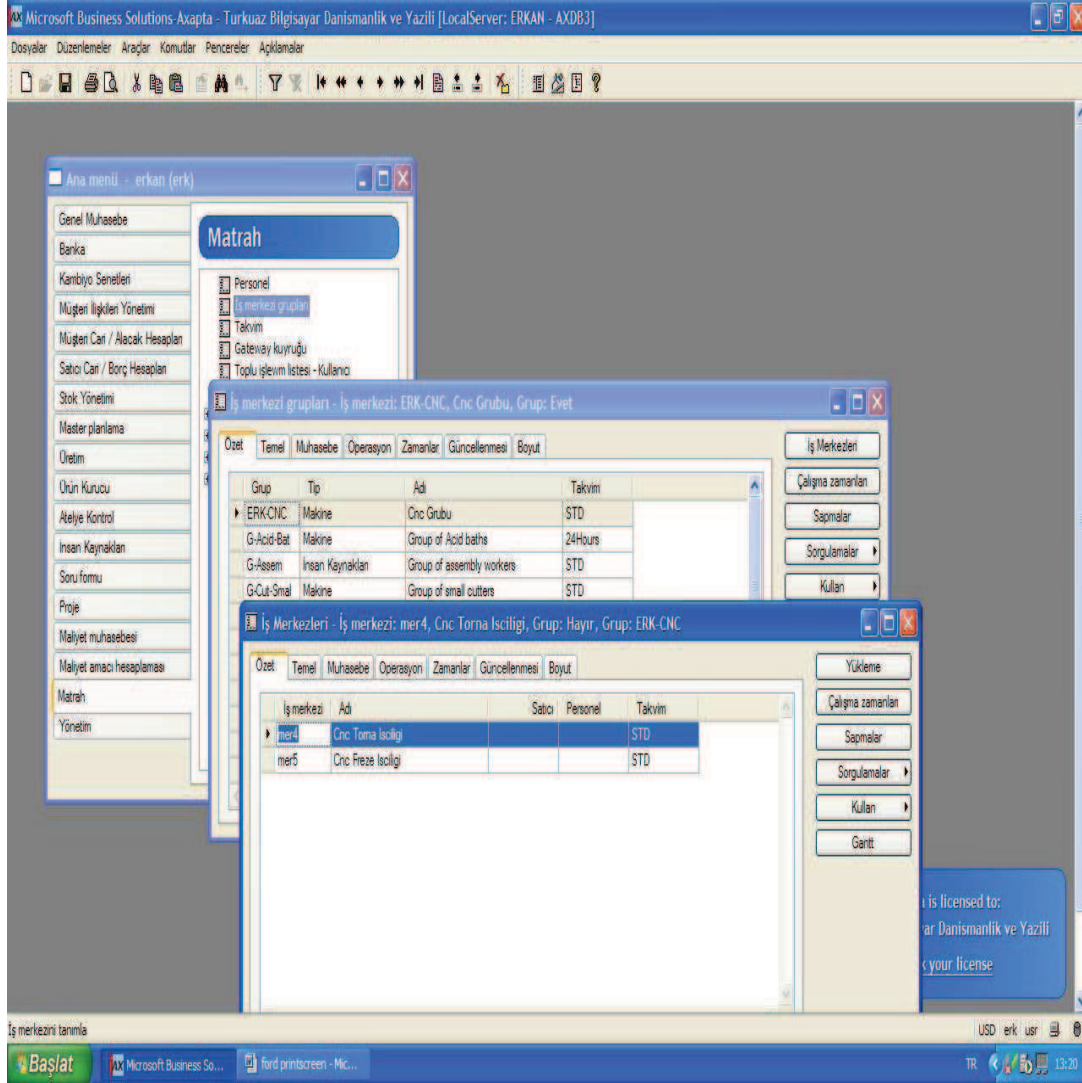 Microsoft Business Solutions-Axapta - Turkuaz Bilgisayar Danismanlik ve Yazili [LocalServer: ERKAN - AXDB3]
Dosyalar Düzenlemeler Araçlar Komutlar Pencereler Açıklamalar
Ana menü - erkan (erk)
Genel Muhasebe
Banka
Kambiyo Senetleri
Müşteri İlişkileri Yönetimi
Müşteri Cari / Alacak Hesapları
Satıcı Cari / Borç Hesapları
Stok Yönetimi
Master planlama
Üretim
Ürün Kurucu
Atelye Kontrol
İnsan Kaynakları
Soru formu
Proje
Maliyet muhasebesi
Maliyet amacı hesaplaması
Matrah
Yönetim
Matrah
Personel
İş merkezi grupları
Takvim
Gateway kuyruğu
Toplu işlewm listesi - Kullanıcı
İş merkezi grupları - İş merkezi: ERK-CNC, Cnc Grubu, Grup: Evet
Özet Temel Muhasebe Operasyon Zamanlar Güncellenmesi Boyut
Grup Tip Adı Takvim
ERK-CNC Makine Cnc Grubu STD
G-Acid-Bat Makine Group of Acid baths 24Hours
G-Assem İnsan Kaynakları Group of assembly workers STD
G-Cut-Smal Makine Group of small cutters STD
İş Merkezleri
Çalışma zamanları
Sapmalar
Sorgulamalar
Kullan
İş Merkezleri - İş merkezi: mer4, Cnc Torna Isciligi, Grup: Hayır, Grup: ERK-CNC
Özet Temel Muhasebe Operasyon Zamanlar Güncellenmesi Boyut
İş merkezi Adı Satıcı Personel Takvim
mer4 Cnc Torna Isciligi STD
mer5 Cnc Freze Isciligi STD
Yükleme
Çalışma zamanları
Sapmalar
Sorgulamalar
Kullan
Gantt
is licensed to:
ar Danismanlik ve Yazili
your license
İş merkezini tanımla
USD erk usr
Başlat Microsoft Business So... ford printscreen - Mic... TR 13:20